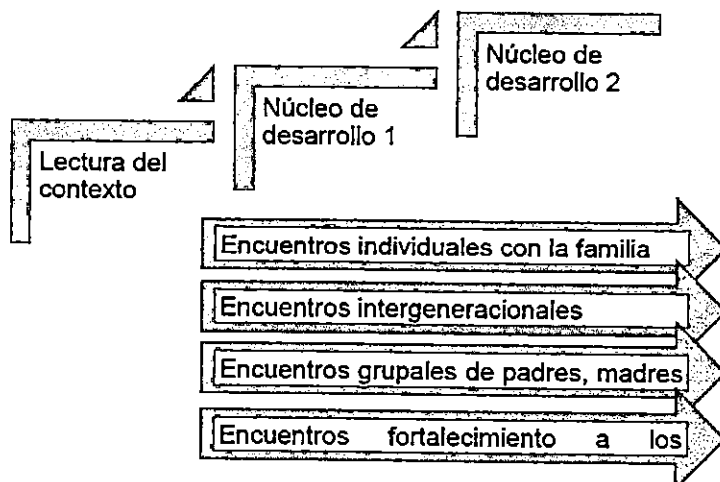 Núcleo de
desarrollo 2
Núcleo de
desarrollo 1
Lectura del
contexto
Encuentros individuales con la familia
Encuentros intergeneracionales
Encuentros grupales de padres, madres
Encuentros fortalecimiento a los